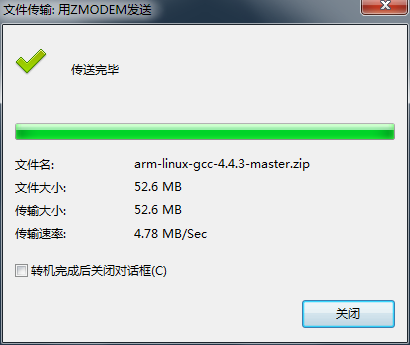 文件传输: 用ZMODEM发送
传送完毕
文件名: arm-linux-gcc-4.4.3-master.zip
文件大小: 52.6 MB
传输大小: 52.6 MB
传输速率: 4.78 MB/Sec
转机完成后关闭对话框(C)
关闭